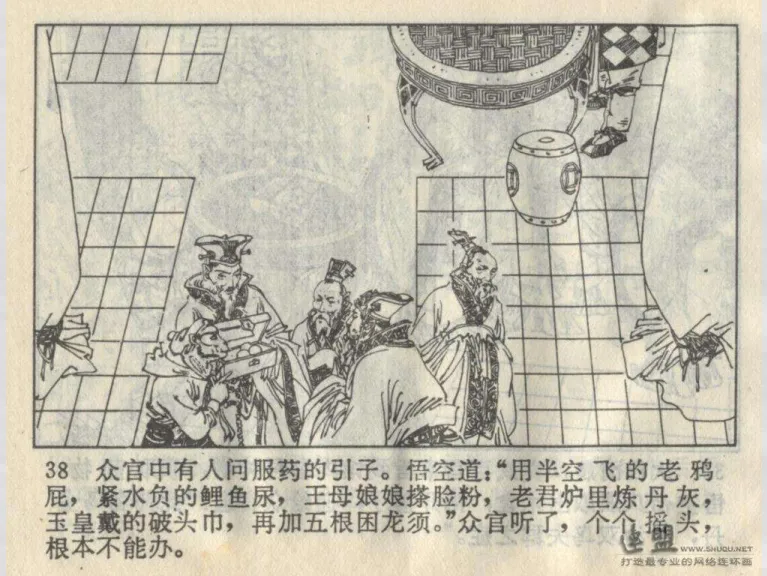 38 众官中有人问服药的引子。悟空道：“用半空飞的老鸦
屁，紧水负的鲤鱼尿，王母娘娘搽脸粉，老君炉里炼丹灰，
玉皇戴的破头巾，再加五根困龙须。”众官听了，个个摇头，
根本不能办。
连盟 WWW.SHUQU.NET
打造最专业的网络连环画